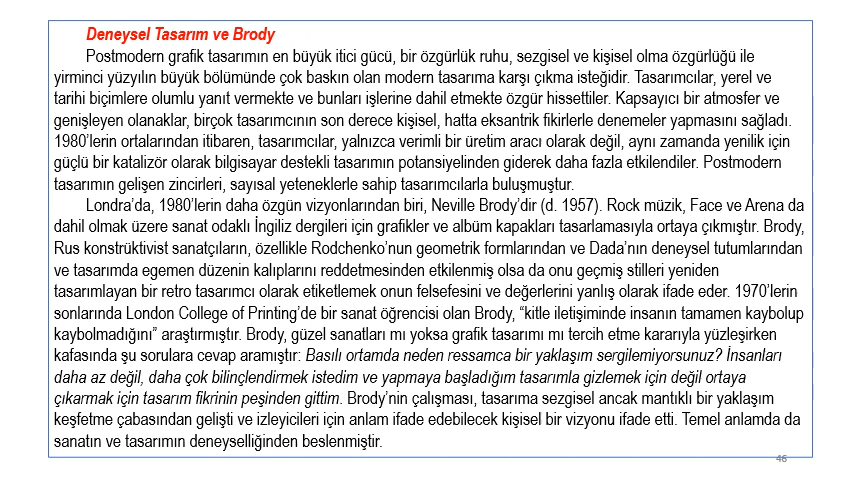 Deneysel Tasarım ve Brody
Postmodern grafik tasarımın en büyük itici gücü, bir özgürlük ruhu, sezgisel ve kişisel olma özgürlüğü ile
yirminci yüzyılın büyük bölümünde çok baskın olan modern tasarıma karşı çıkma isteğidir. Tasarımcılar, yerel ve
tarihi biçimlere olumlu yanıt vermekte ve bunları işlerine dahil etmekte özgür hissettiler. Kapsayıcı bir atmosfer ve
genişleyen olanaklar, birçok tasarımcının son derece kişisel, hatta eksantrik fikirlerle denemeler yapmasını sağladı.
1980’lerin ortalarından itibaren, tasarımcılar, yalnızca verimli bir üretim aracı olarak değil, aynı zamanda yenilik için
güçlü bir katalizör olarak bilgisayar destekli tasarımın potansiyelinden giderek daha fazla etkilendiler. Postmodern
tasarımın gelişen zincirleri, sayısal yeteneklerle sahip tasarımcılarla buluşmuştur.
Londra’da, 1980’lerin daha özgün vizyonlarından biri, Neville Brody’dir (d. 1957). Rock müzik, Face ve Arena da
dahil olmak üzere sanat odaklı İngiliz dergileri için grafikler ve albüm kapakları tasarlamasıyla ortaya çıkmıştır. Brody,
Rus konstrüktivist sanatçıların, özellikle Rodchenko’nun geometrik formlarından ve Dada’nın deneysel tutumlarından
ve tasarımda egemen düzenin kalıplarını reddetmesinden etkilenmiş olsa da onu geçmiş stilleri yeniden
tasarımlayan bir retro tasarımcı olarak etiketlemek onun felsefesini ve değerlerini yanlış olarak ifade eder. 1970’lerin
sonlarında London College of Printing’de bir sanat öğrencisi olan Brody, “kitle iletişiminde insanın tamamen kaybolup
kaybolmadığını” araştırmıştır. Brody, güzel sanatları mı yoksa grafik tasarımı mı tercih etme kararıyla yüzleşirken
kafasında şu sorulara cevap aramıştır: Basılı ortamda neden ressamca bir yaklaşım sergilemiyorsunuz? İnsanları
daha az değil, daha çok bilinçlendirmek istedim ve yapmaya başladığım tasarımla gizlemek için değil ortaya
çıkarmak için tasarım fikrinin peşinden gittim. Brody’nin çalışması, tasarıma sezgisel ancak mantıklı bir yaklaşım
keşfetme çabasından gelişti ve izleyicileri için anlam ifade edebilecek kişisel bir vizyonu ifade etti. Temel anlamda da
sanatın ve tasarımın deneyselliğinden beslenmiştir.
46